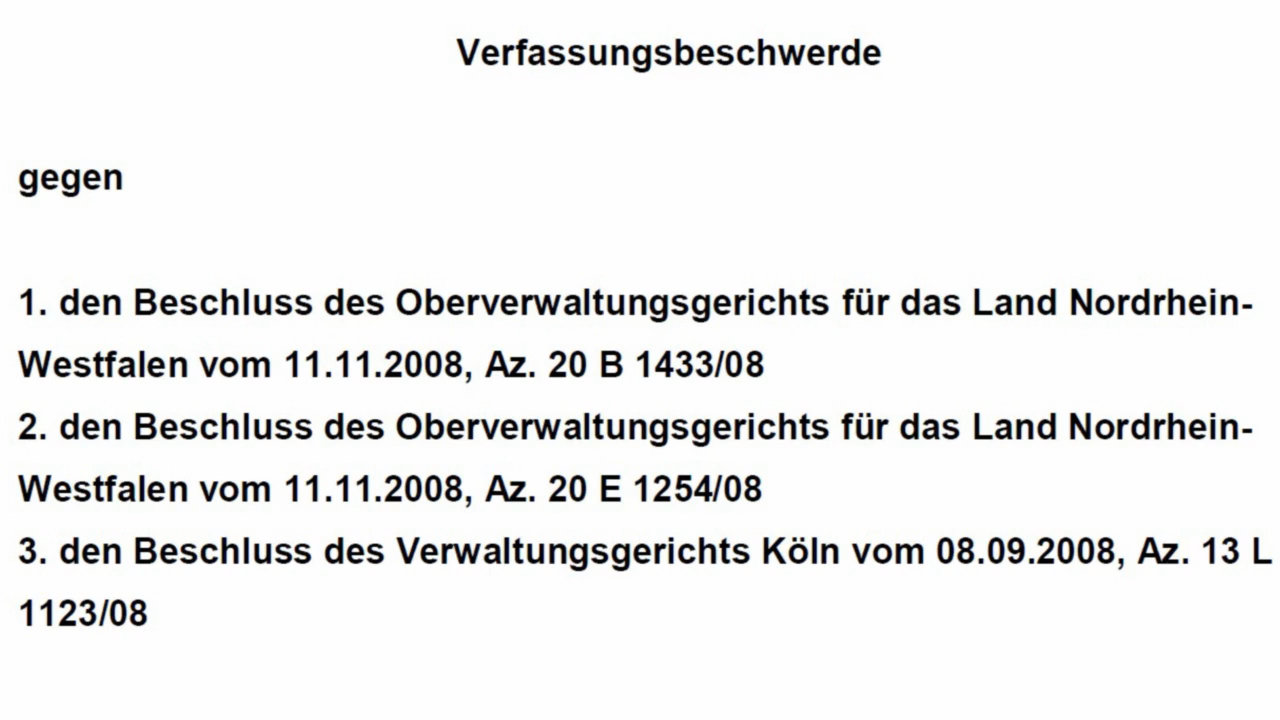 Verfassungsbeschwerde
gegen
1. den Beschluss des Oberverwaltungsgerichts für das Land Nordrhein-
Westfalen vom 11.11.2008, Az. 20 B 1433/08
2. den Beschluss des Oberverwaltungsgerichts für das Land Nordrhein-
Westfalen vom 11.11.2008, Az. 20 E 1254/08
3. den Beschluss des Verwaltungsgerichts Köln vom 08.09.2008, Az. 13 L
1123/08